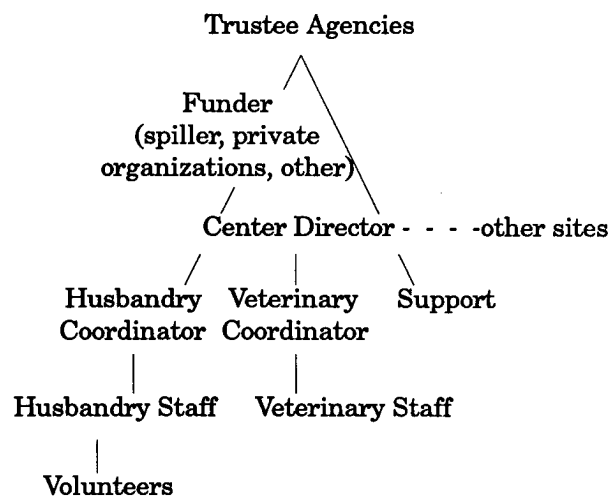 Trustee Agencies
Funder
(spiller, private
organizations, other)
Center Director - - - -other sites
Husbandry Coordinator
Veterinary Coordinator
Support
Husbandry Staff
Veterinary Staff
Volunteers